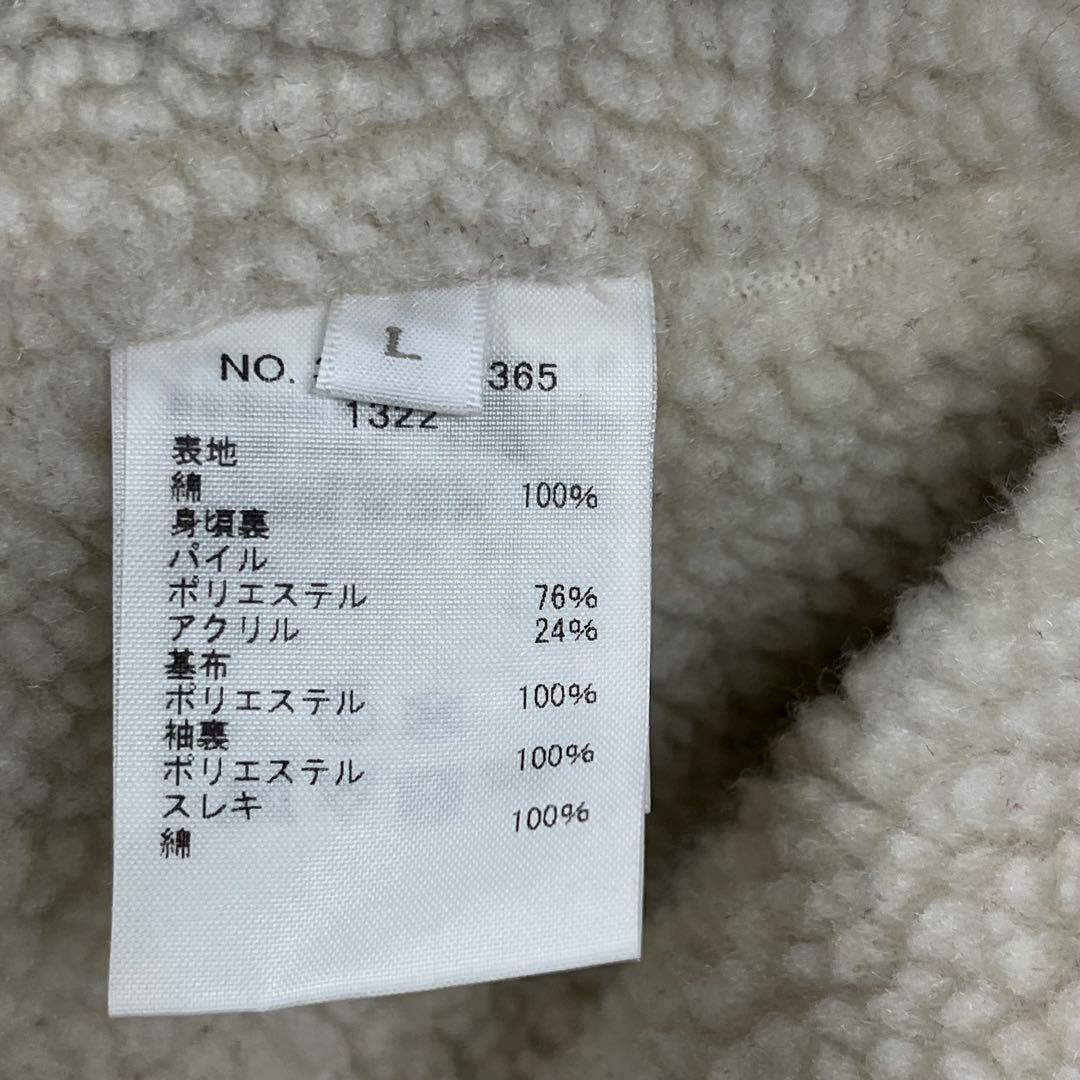 L
NO. 365
1322
表地
綿 100%
身頃裏
パイル
ポリエステル 76%
アクリル 24%
基布
ポリエステル 100%
袖裏
ポリエステル 100%
スレキ
綿 100%